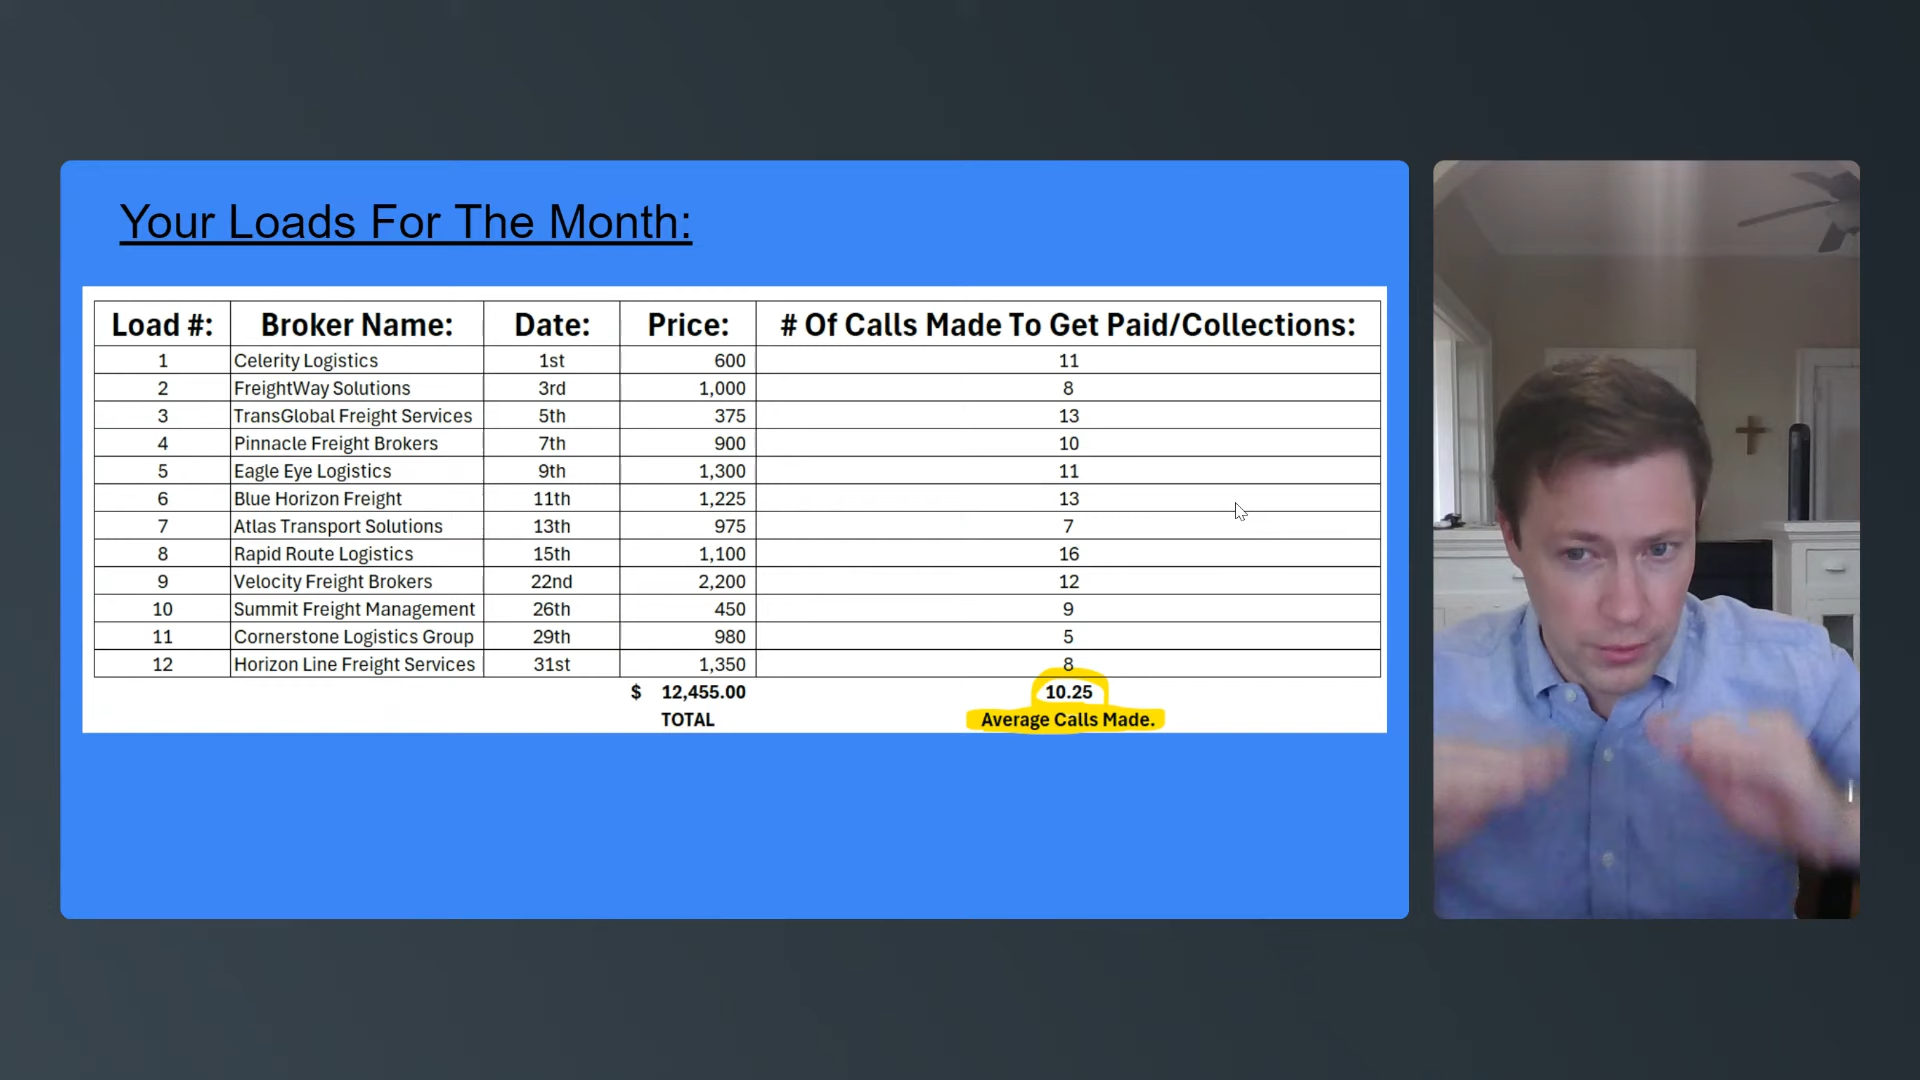 Your Loads For The Month:
Load #: Broker Name: Date: Price: # Of Calls Made To Get Paid/Collections:
1 Celerity Logistics 1st 600 11
2 FreightWay Solutions 3rd 1,000 8
3 TransGlobal Freight Services 5th 375 13
4 Pinnacle Freight Brokers 7th 900 10
5 Eagle Eye Logistics 9th 1,300 11
6 Blue Horizon Freight 11th 1,225 13
7 Atlas Transport Solutions 13th 975 7
8 Rapid Route Logistics 15th 1,100 16
9 Velocity Freight Brokers 22nd 2,200 12
10 Summit Freight Management 26th 450 9
11 Cornerstone Logistics Group 29th 980 5
12 Horizon Line Freight Services 31st 1,350 8
$ 12,455.00 10.25
TOTAL Average Calls Made.